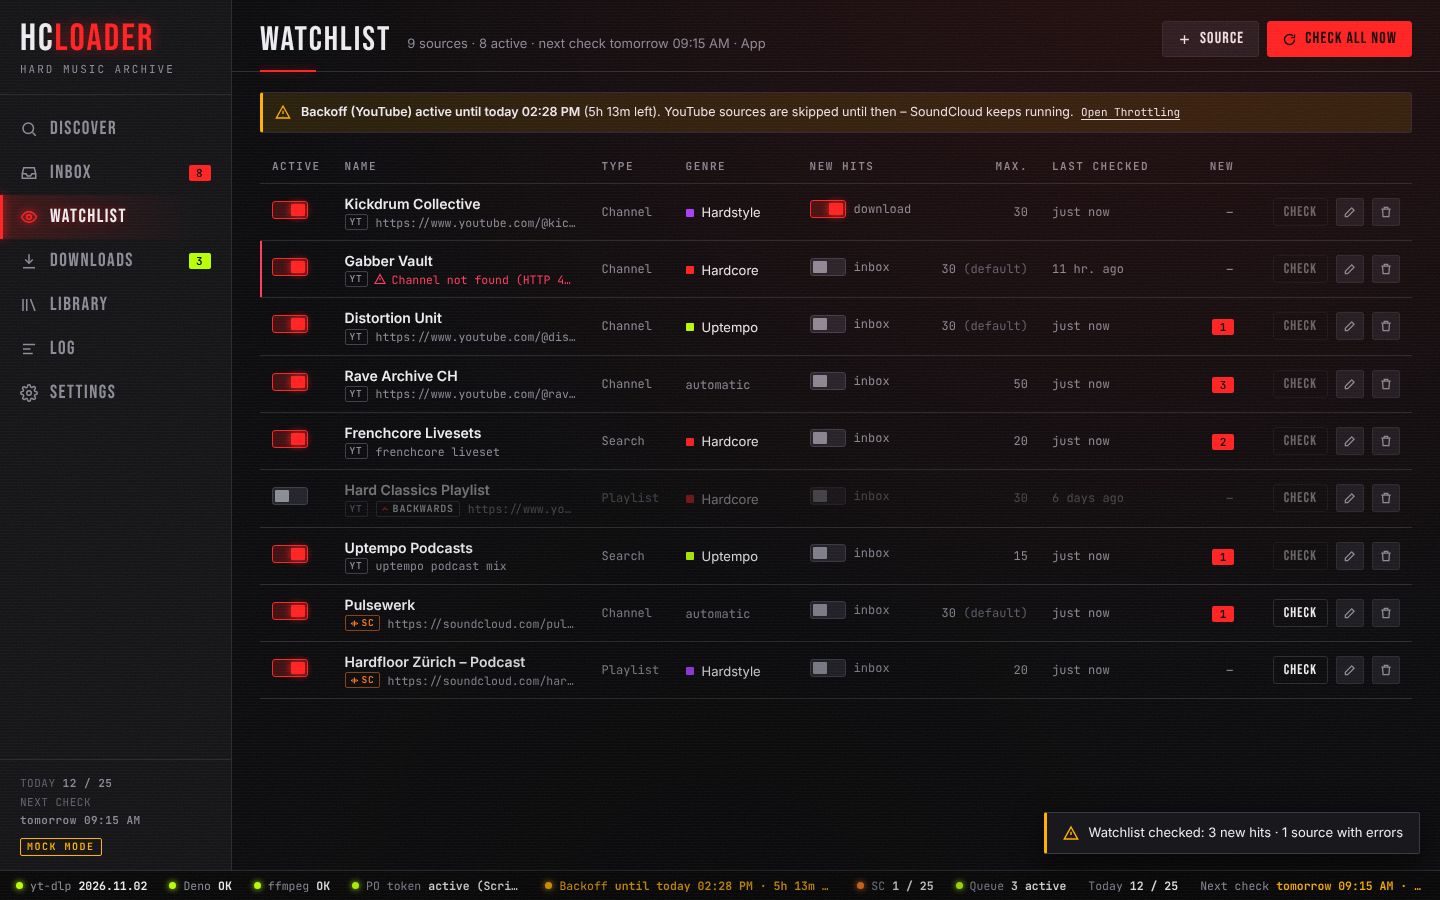 HCLOADER
HARD MUSIC ARCHIVE
DISCOVER
INBOX 8
WATCHLIST
DOWNLOADS 3
LIBRARY
LOG
SETTINGS
TODAY 12 / 25
NEXT CHECK
tomorrow 09:15 AM
MOCK MODE
WATCHLIST 9 sources · 8 active · next check tomorrow 09:15 AM · App
+ SOURCE CHECK ALL NOW
Backoff (YouTube) active until today 02:28 PM (5h 13m left). YouTube sources are skipped until then – SoundCloud keeps running. Open Throttling
ACTIVE NAME TYPE GENRE NEW HITS MAX. LAST CHECKED NEW
Kickdrum Collective
YT https://www.youtube.com/@kic… Channel Hardstyle download 30 just now – CHECK
Gabber Vault
YT Channel not found (HTTP 4… Channel Hardcore inbox 30 (default) 11 hr. ago – CHECK
Distortion Unit
YT https://www.youtube.com/@dis… Channel Uptempo inbox 30 (default) just now 1 CHECK
Rave Archive CH
YT https://www.youtube.com/@rav… Channel automatic inbox 50 just now 3 CHECK
Frenchcore Livesets
YT frenchcore liveset Search Hardcore inbox 20 just now 2 CHECK
Hard Classics Playlist
YT BACKWARDS https://www.yo… Playlist Hardcore inbox 30 6 days ago – CHECK
Uptempo Podcasts
YT uptempo podcast mix Search Uptempo inbox 15 just now 1 CHECK
Pulsewerk
SC https://soundcloud.com/pul… Channel automatic inbox 30 (default) just now 1 CHECK
Hardfloor Zürich – Podcast
SC https://soundcloud.com/har… Playlist Hardstyle inbox 20 just now – CHECK
Watchlist checked: 3 new hits · 1 source with errors
yt-dlp 2026.11.02 Deno OK ffmpeg OK PO token active (Scri… Backoff until today 02:28 PM · 5h 13m … SC 1 / 25 Queue 3 active Today 12 / 25 Next check tomorrow 09:15 AM · …